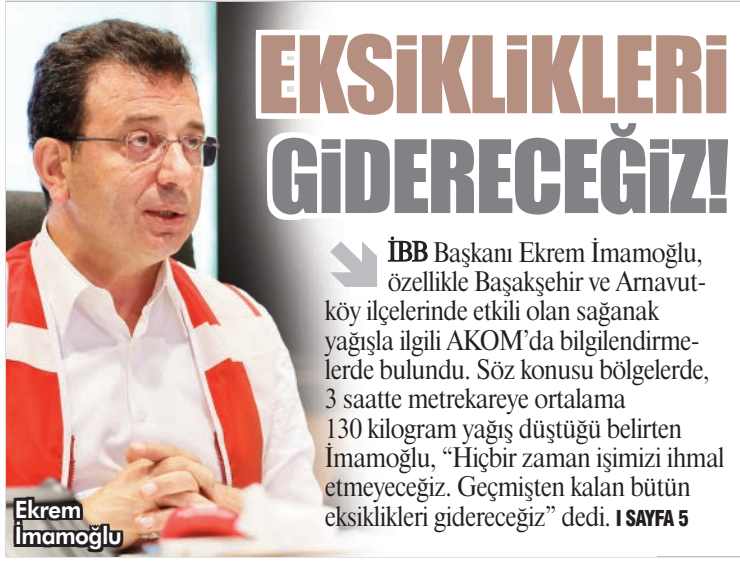 EKSİKLİKLERİ
GİDERECEĞİZ!
İBB Başkanı Ekrem İmamoğlu,
özellikle Başakşehir ve Arnavut-
köy ilçelerinde etkili olan sağanak
yağışla ilgili AKOM’da bilgilendirme-
lerde bulundu. Söz konusu bölgelerde,
3 saatte metrekareye ortalama
130 kilogram yağış düştüğü belirten
İmamoğlu, “Hiçbir zaman işimizi ihmal
etmeyeceğiz. Geçmişten kalan bütün
eksiklikleri gidereceğiz” dedi. I SAYFA 5
Ekrem
İmamoğlu